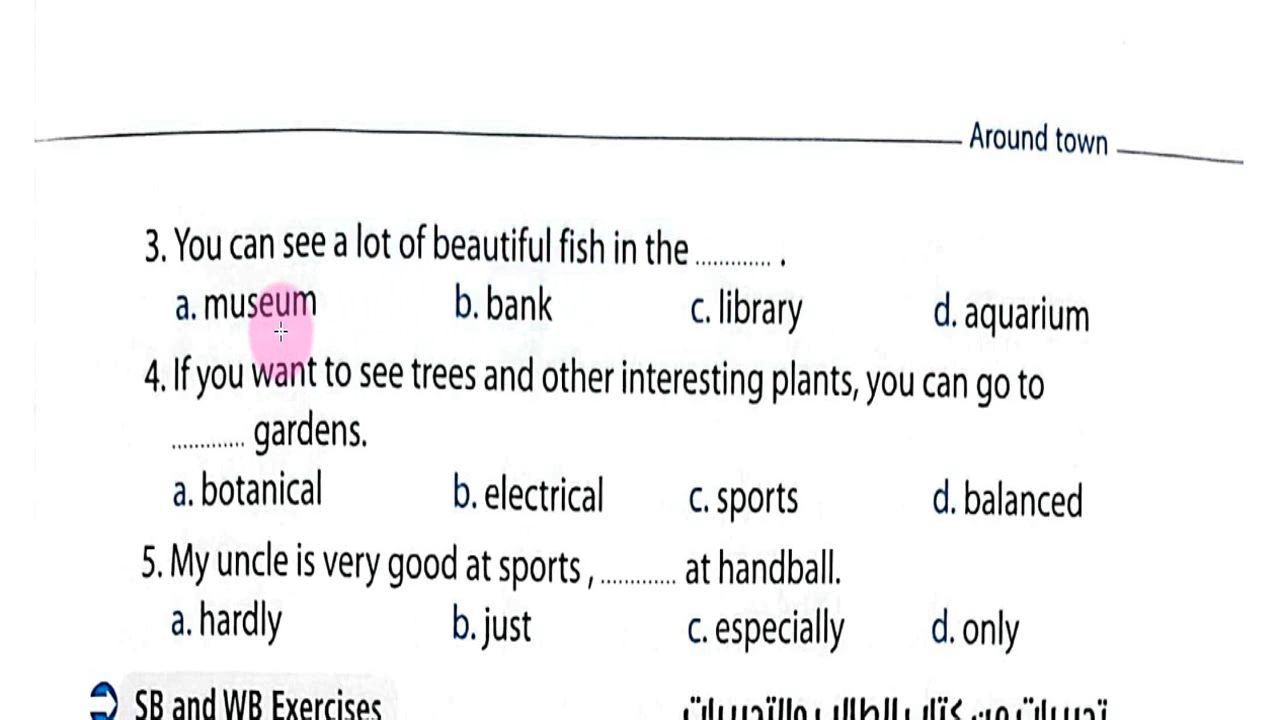 Around town
3. You can see a lot of beautiful fish in the ............. .
a. museum b. bank c. library d. aquarium
4. If you want to see trees and other interesting plants, you can go to
............. gardens.
a. botanical b. electrical c. sports d. balanced
5. My uncle is very good at sports , ............. at handball.
a. hardly b. just c. especially d. only
SB and WB Exercises